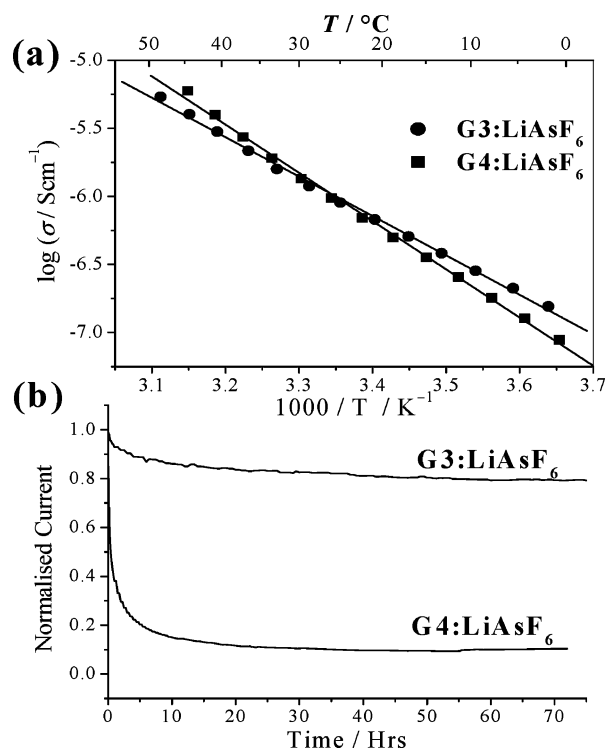 T / °C
50 40 30 20 10 0
(a)
-5.0
-5.5
-6.0
-6.5
-7.0
log (σ / Scm⁻¹)
G3:LiAsF₆
G4:LiAsF₆
3.1 3.2 3.3 3.4 3.5 3.6 3.7
1000 / T / K⁻¹
(b)
1.0
0.8
0.6
0.4
0.2
0.0
Normalised Current
G3:LiAsF₆
G4:LiAsF₆
0 10 20 30 40 50 60 70
Time / Hrs